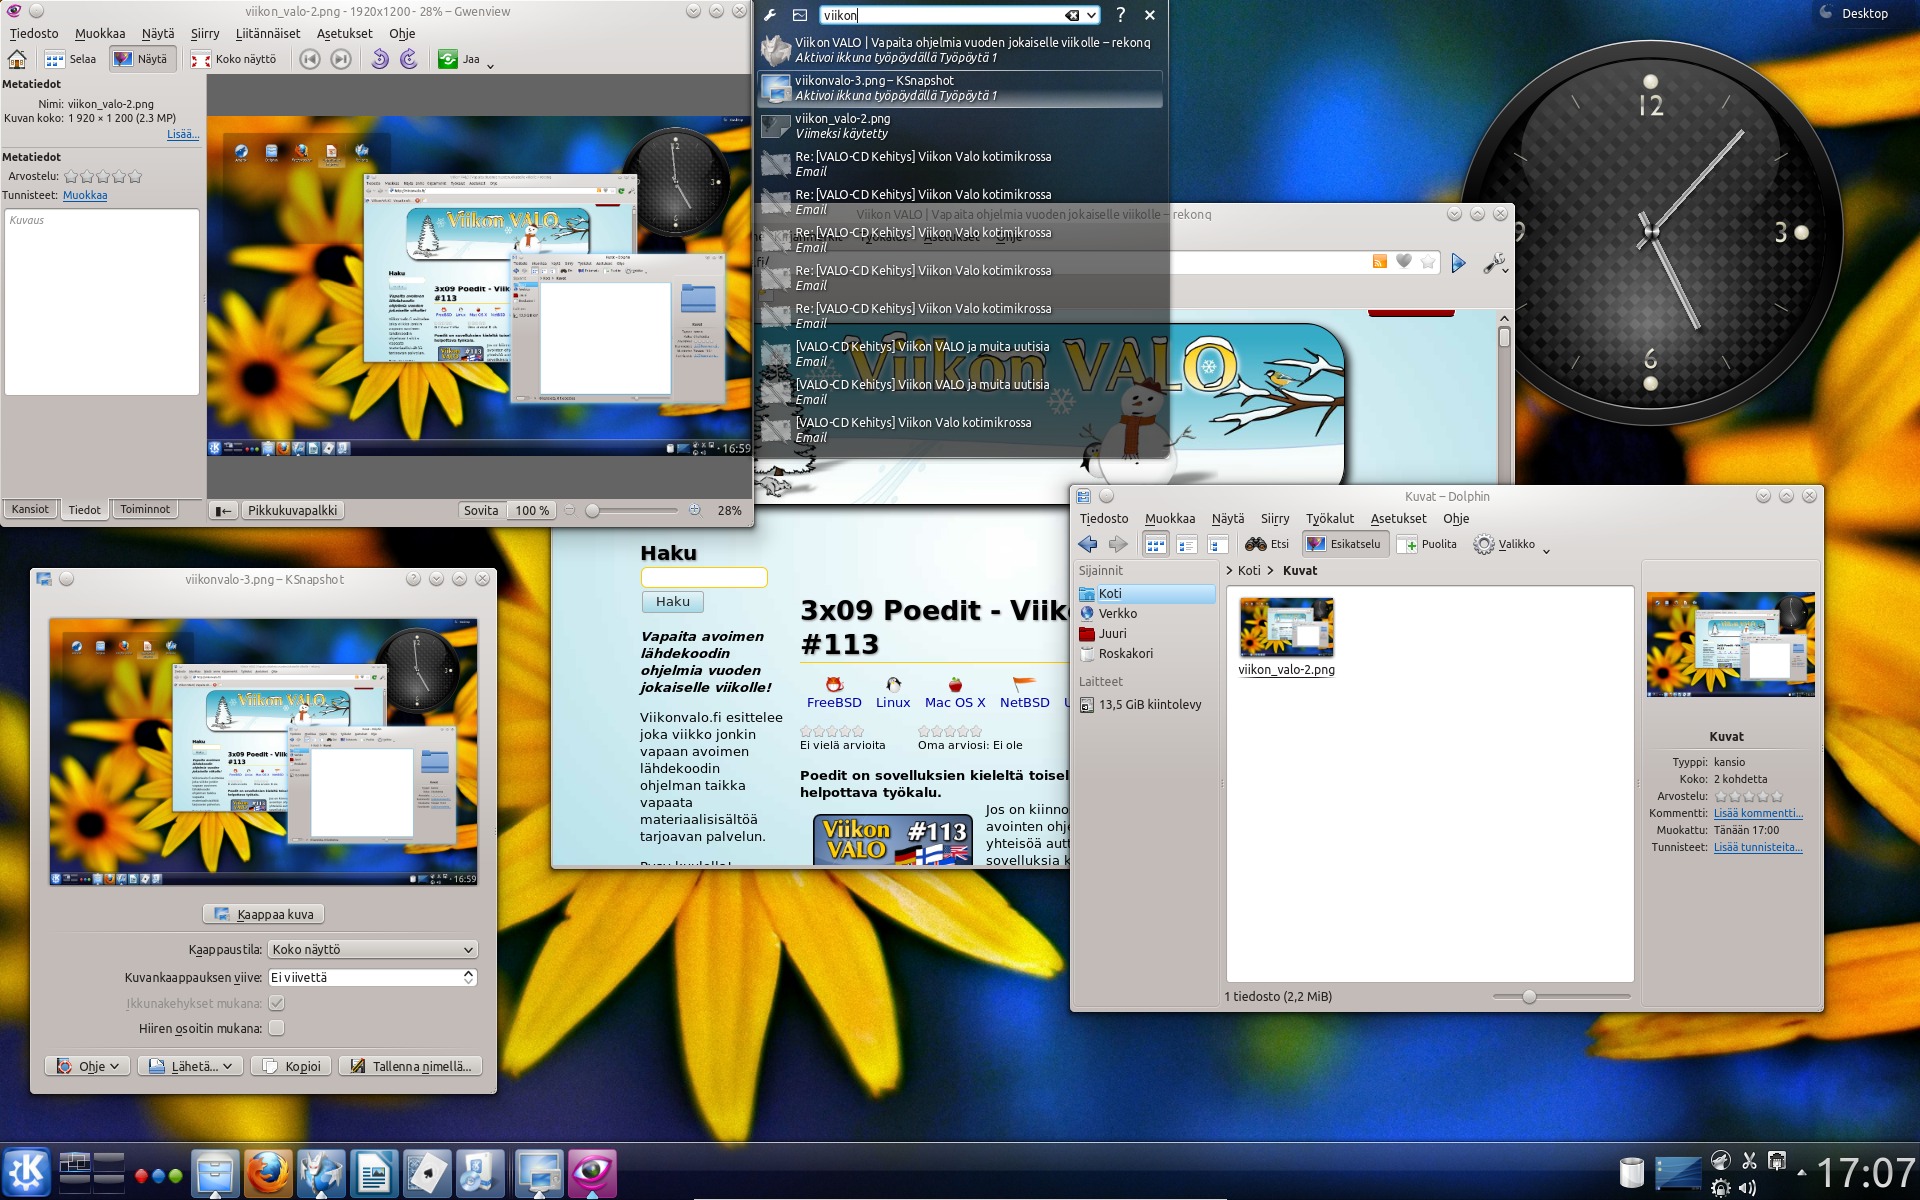 viikon_valo-2.png - 1920x1200 - 28% – Gwenview
Tiedosto Muokkaa Näytä Siirry Liitännäiset Asetukset Ohje
Selaa Näytä Koko näyttö Jaa
Metatiedot
Nimi: viikon_valo-2.png
Kuvan koko: 1 920 × 1 200 (2.3 MP)
Lisää...
Metatiedot
Arvostelu:
Tunnisteet: Muokkaa
Kuvaus
Kansiot Tiedot Toiminnot
Pikkukuvapalkki
Sovita 100 % 28%
16:59
viikon
Viikon VALO | Vapaita ohjelmia vuoden jokaiselle viikolle – rekonq
Aktivoi ikkuna työpöydällä Työpöytä 1
viikonvalo-3.png – KSnapshot
Aktivoi ikkuna työpöydällä Työpöytä 1
viikon_valo-2.png
Viimeksi käytetty
Re: [VALO-CD Kehitys] Viikon Valo kotimikrossa
Email
Re: [VALO-CD Kehitys] Viikon Valo kotimikrossa
Email
Re: [VALO-CD Kehitys] Viikon Valo kotimikrossa
Email
Re: [VALO-CD Kehitys] Viikon Valo kotimikrossa
Email
Re: [VALO-CD Kehitys] Viikon Valo kotimikrossa
Email
[VALO-CD Kehitys] Viikon VALO ja muita uutisia
Email
[VALO-CD Kehitys] Viikon VALO ja muita uutisia
Email
[VALO-CD Kehitys] Viikon Valo kotimikrossa
Email
Desktop
12
3
6
9
Viikon VALO | Vapaita ohjelmia vuoden jokaiselle viikolle – rekonq
Asetukset Ohje
Viikon VALO
Haku
Haku
Vapaita avoimen
lähdekoodin
ohjelmia vuoden
jokaiselle viikolle!
Viikonvalo.fi esittelee
joka viikko jonkin
vapaan avoimen
lähdekoodin
ohjelman taikka
vapaata
materiaalisisältöä
tarjoavan palvelun.
3x09 Poedit - Viik
#113
FreeBSD Linux Mac OS X NetBSD
Ei vielä arvioita Oma arviosi: Ei ole
Poedit on sovelluksien kieleltä toisel
helpottava työkalu.
Jos on kiinno
avointen ohje
yhteisöä autt
sovelluksia k
Viikon
VALO
#113
viikonvalo-3.png – KSnapshot
Haku
3x09 Poedit - Viik
#113
16:59
Kaappaa kuva
Kaappaustila: Koko näyttö
Kuvankaappauksen viive: Ei viivettä
Ikkunakehykset mukana:
Hiiren osoitin mukana:
Ohje Lähetä... Kopioi Tallenna nimellä...
Kuvat – Dolphin
Tiedosto Muokkaa Näytä Siirry Työkalut Asetukset Ohje
Etsi Esikatselu Puolita Valikko
Sijainnit
Koti
Verkko
Juuri
Roskakori
Laitteet
13,5 GiB kiintolevy
Koti Kuvat
viikon_valo-2.png
1 tiedosto (2,2 MiB)
Kuvat
Tyyppi: kansio
Koko: 2 kohdetta
Arvostelu:
Kommentti: Lisää kommentti...
Muokattu: Tänään 17:00
Tunnisteet: Lisää tunnisteita...
17:07